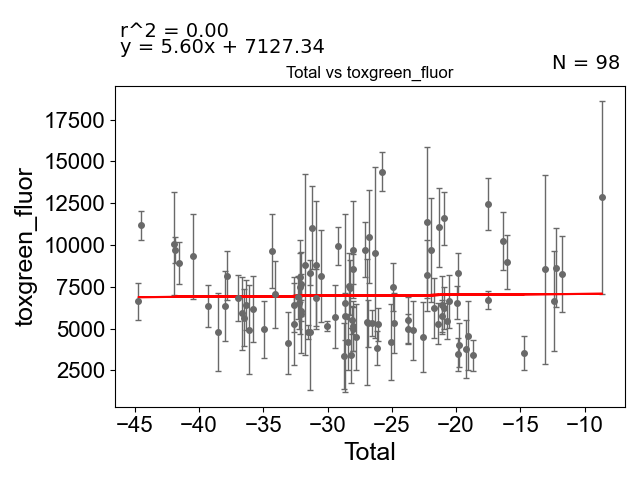 r^2 = 0.00
y = 5.60x + 7127.34
N = 98
Total vs toxgreen_fluor
toxgreen_fluor
17500
15000
12500
10000
7500
5000
2500
−45 −40 −35 −30 −25 −20 −15 −10
Total